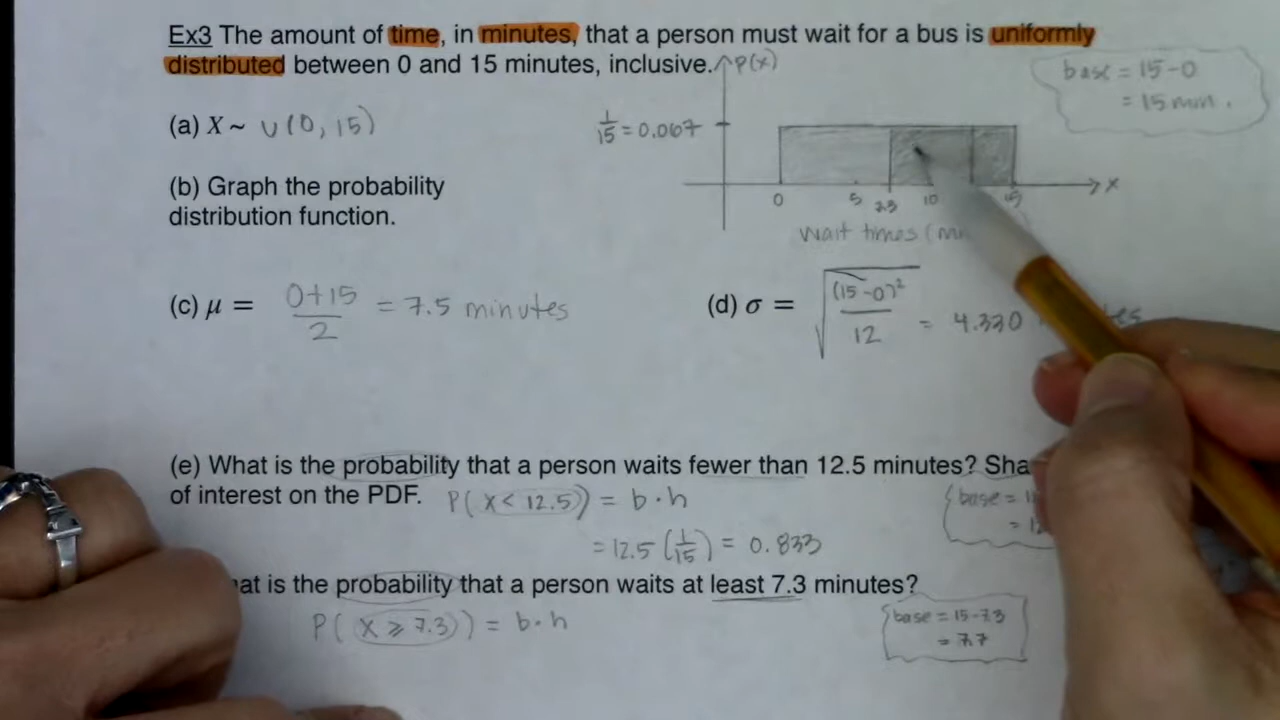 Ex3 The amount of time, in minutes, that a person must wait for a bus is uniformly
distributed between 0 and 15 minutes, inclusive.
P(x)
base = 15-0
= 15 min.
(a) X ~ U(0, 15)
1/15 = 0.067
x
0 5 7.3 10 15
wait times
(b) Graph the probability
distribution function.
(c) μ = (0+15)/2 = 7.5 minutes
(d) σ = √((15-0)²/12) = 4.330
(e) What is the probability that a person waits fewer than 12.5 minutes?
of interest on the PDF. P(X < 12.5) = b·h
base =
= 12.5 (1/15) = 0.833
is the probability that a person waits at least 7.3 minutes?
P(X ≥ 7.3) = b·h
base = 15-7.3
= 7.7